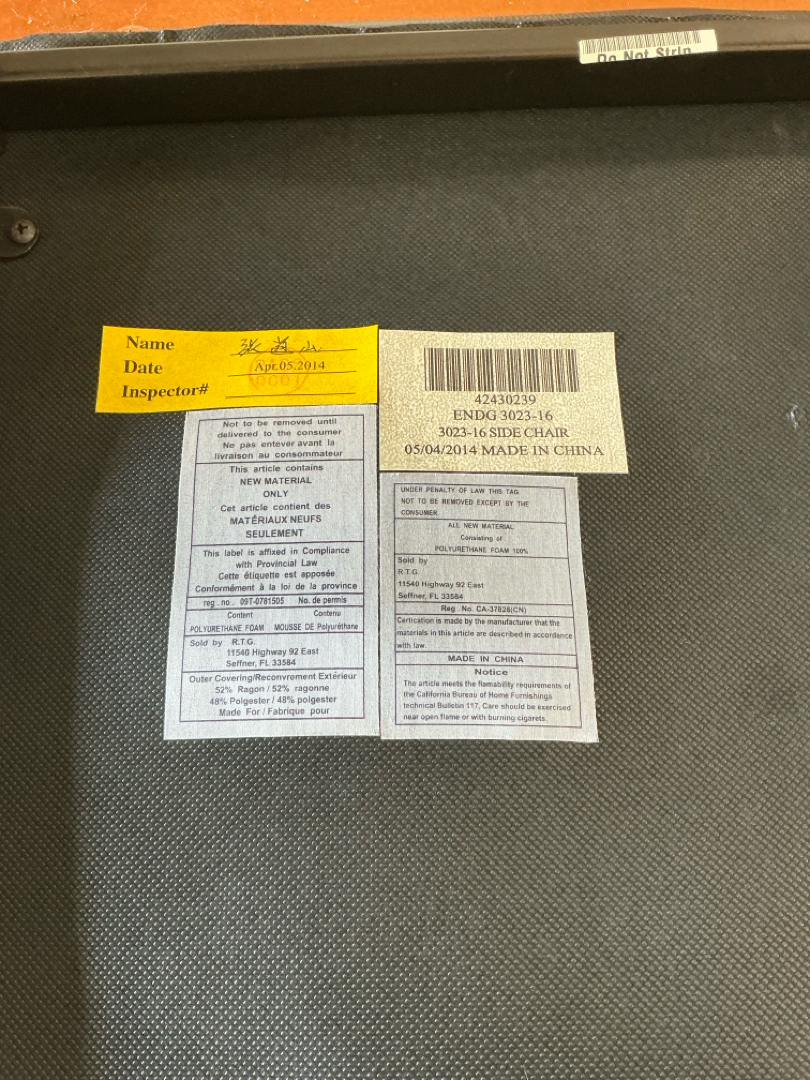 Do Not Strip
Name 张益山
Date Apr.05.2014
Inspector#
42430239
ENDG 3023-16
3023-16 SIDE CHAIR
05/04/2014 MADE IN CHINA
Not to be removed until
delivered to the consumer
Ne pas entever avant la
livraison au consommateur
This article contains
NEW MATERIAL
ONLY
Cet article contient des
MATÉRIAUX NEUFS
SEULEMENT
This label is affixed in Compliance
with Provincial Law
Cette étiquette est apposée
Conformément à la loi de la province
reg . no . 09T-0781505 No. de permis
Content Contenu
POLYURETHANE FOAM MOUSSE DE Polyuréthane
Sold by R.T.G.
11540 Highway 92 East
Seffner, FL 33584
Outer Covering/Reconvrement Extérieur
52% Ragon / 52% ragonne
48% Polgester / 48% polgester
Made For / Fabrique pour
UNDER PENALTY OF LAW THIS TAG
NOT TO BE REMOVED EXCEPT BY THE
CONSUMER
ALL NEW MATERIAL
Consisting of
POLYURETHANE FOAM 100%
Sold by
R.T.G.
11540 Highway 92 East
Seffner, FL 33584
Reg . No. CA-37828(CN)
Certication is made by the manufacturer that the
materials in this article are described in accordance
with law.
MADE IN CHINA
Notice
The article meets the flamability requirements of
the California Bureau of Home Furnishings
technical Bulletin 117, Care should be exercised
near open flame or with burning cigarets.